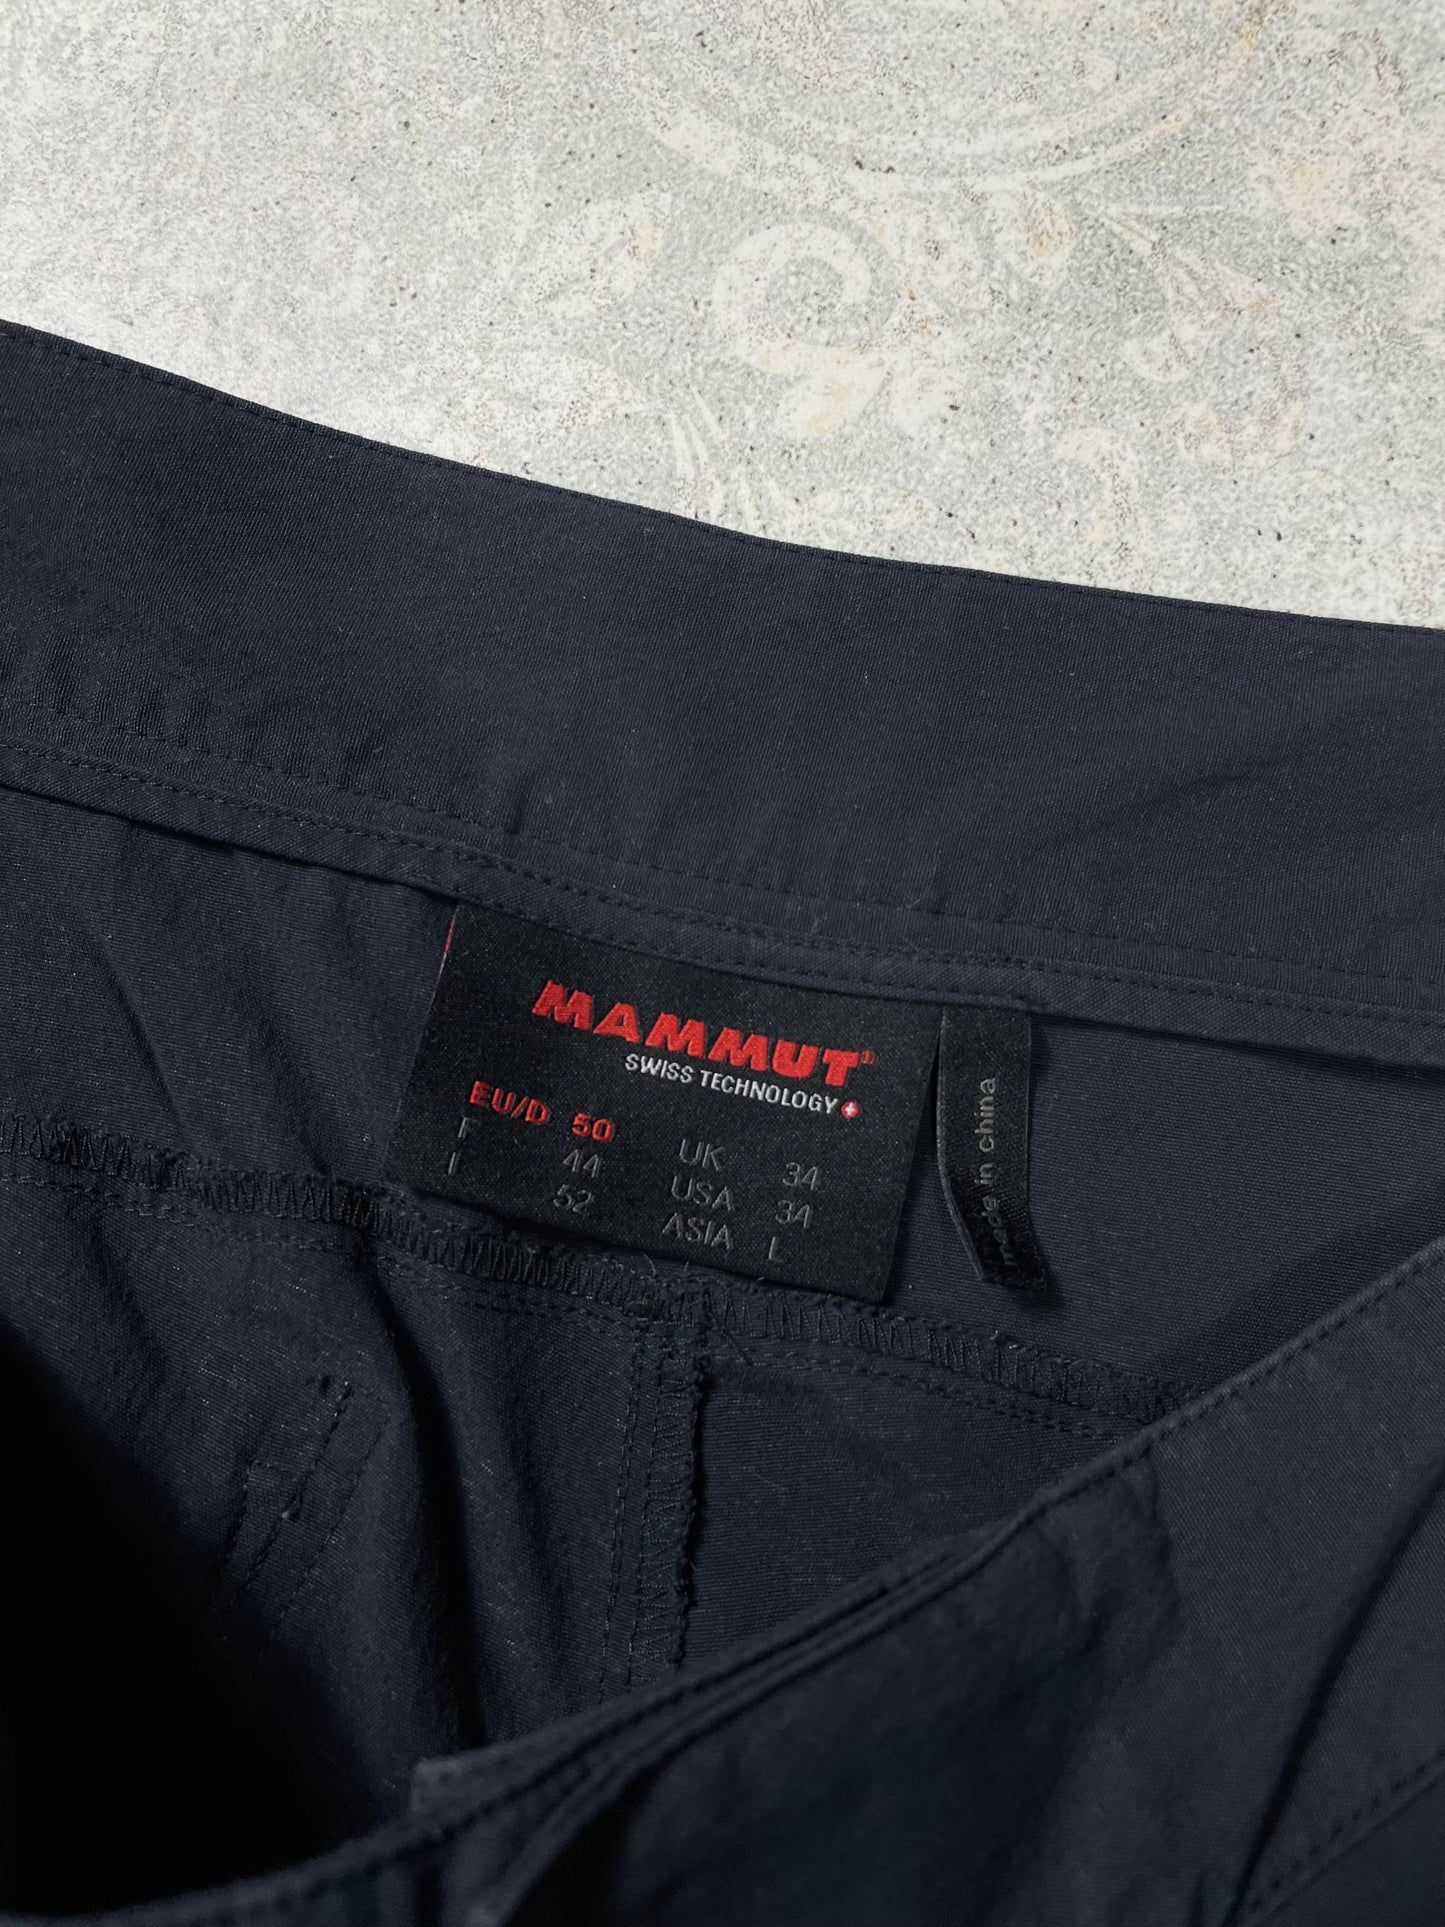 MAMMUT®
SWISS TECHNOLOGY
EU/D 50 UK 34
F 44 USA 34
I 52 ASIA L
made in china